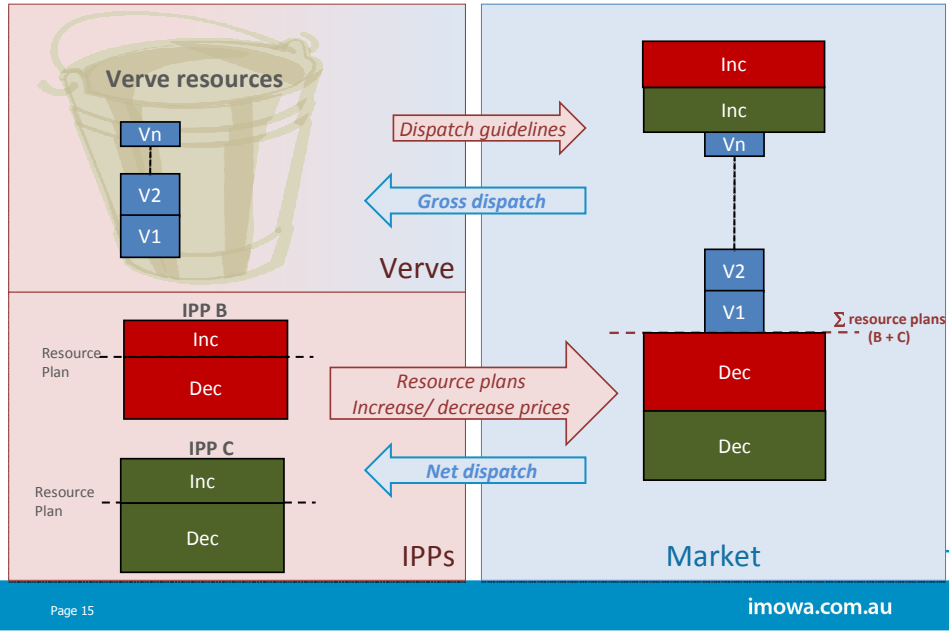 Verve resources
Vn
V2
V1
Verve
Dispatch guidelines
Gross dispatch
IPP B
Resource
Plan
Inc
Dec
IPP C
Resource
Plan
Inc
Dec
IPPs
Resource plans
Increase/ decrease prices
Net dispatch
Inc
Inc
Vn
V2
V1
∑ resource plans
(B + C)
Dec
Dec
Market
Page 15
imowa.com.au